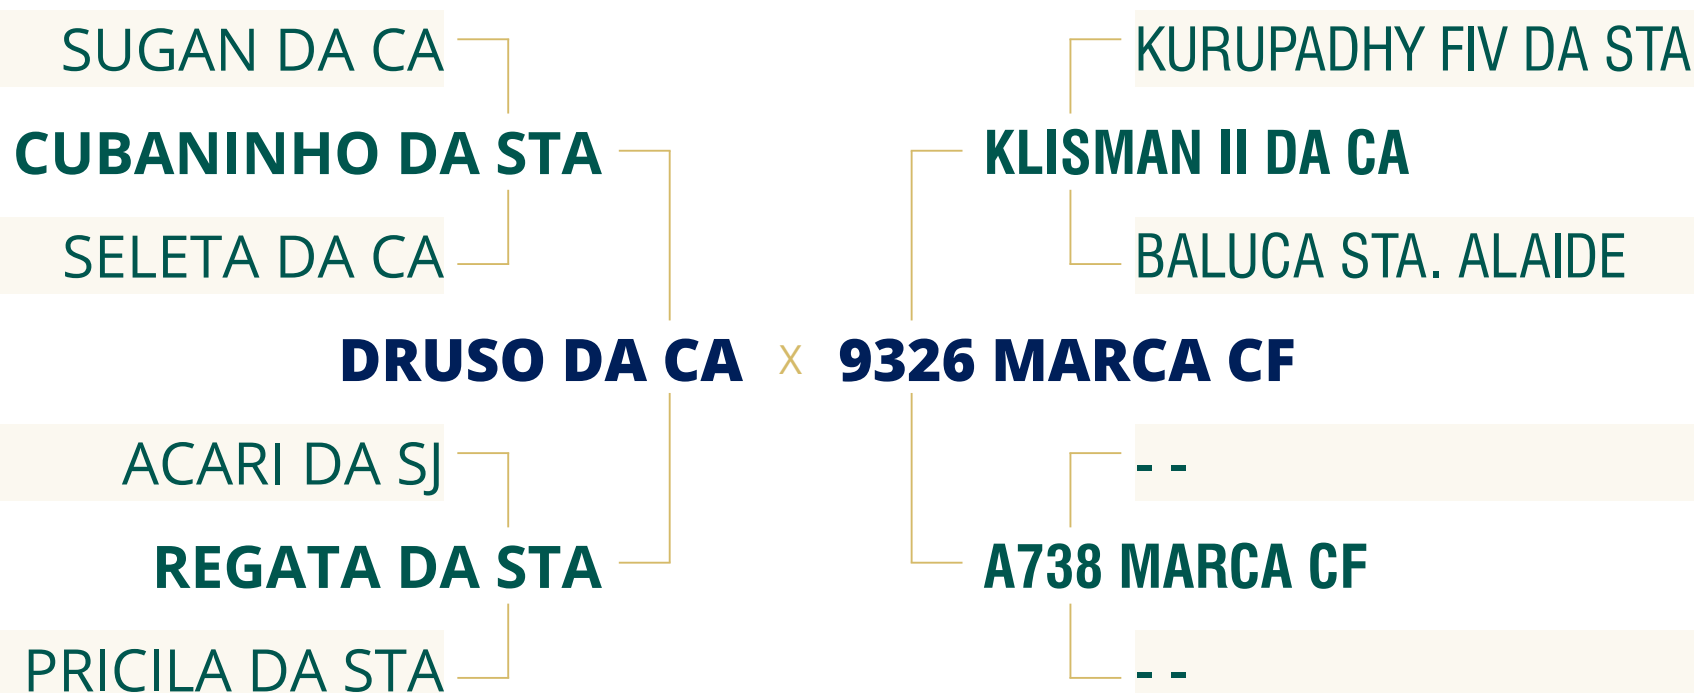 SUGAN DA CA
KURUPADHY FIV DA STA
CUBANINHO DA STA
KLISMAN II DA CA
SELETA DA CA
BALUCA STA. ALAIDE
DRUSO DA CA X 9326 MARCA CF
ACARI DA SJ
- -
REGATA DA STA
A738 MARCA CF
PRICILA DA STA
- -